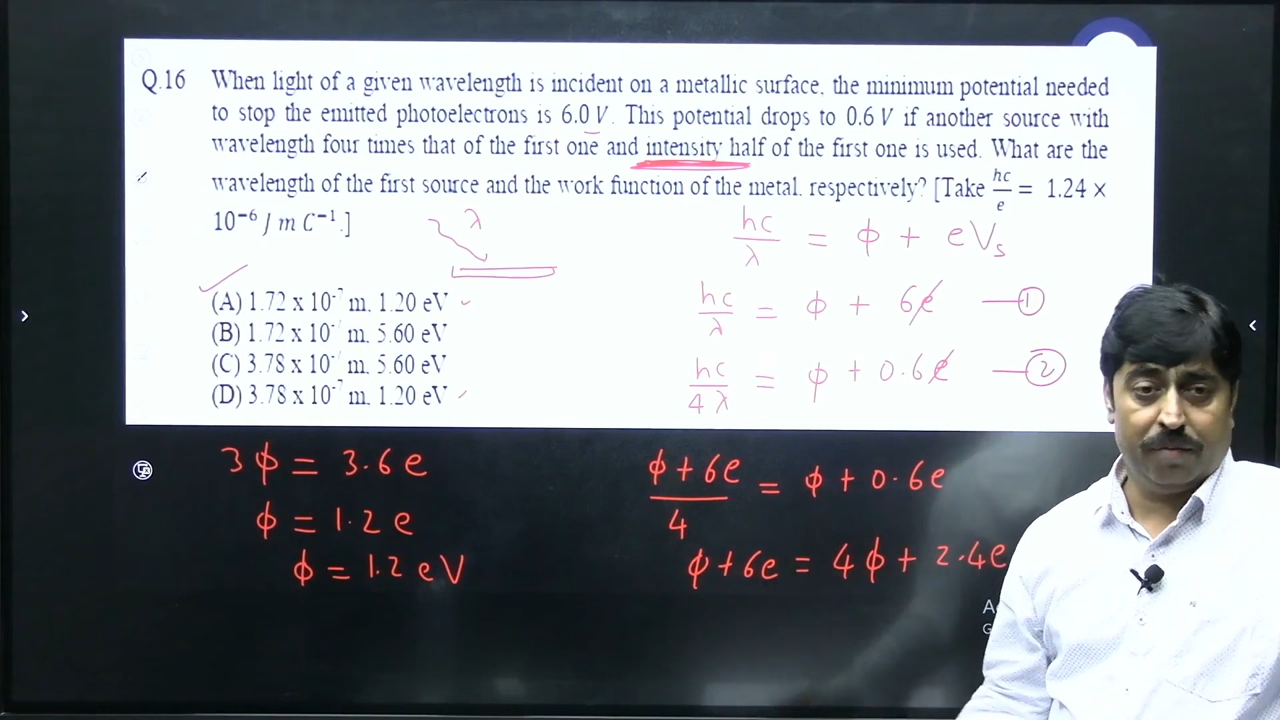 Q.16 When light of a given wavelength is incident on a metallic surface, the minimum potential needed
to stop the emitted photoelectrons is 6.0 V. This potential drops to 0.6 V if another source with
wavelength four times that of the first one and intensity half of the first one is used. What are the
wavelength of the first source and the work function of the metal, respectively? [Take hc/e = 1.24 ×
10⁻⁶ J m C⁻¹.]
λ
hc/λ = ϕ + eVₛ
(A) 1.72 x 10⁻⁷ m, 1.20 eV
(B) 1.72 x 10⁻⁷ m, 5.60 eV
(C) 3.78 x 10⁻⁷ m, 5.60 eV
(D) 3.78 x 10⁻⁷ m, 1.20 eV
hc/λ = ϕ + 6e —①
hc/4λ = ϕ + 0.6e —②
3ϕ = 3.6e
ϕ = 1.2e
ϕ = 1.2 eV
ϕ+6e/4 = ϕ + 0.6e
ϕ+6e = 4ϕ + 2.4e